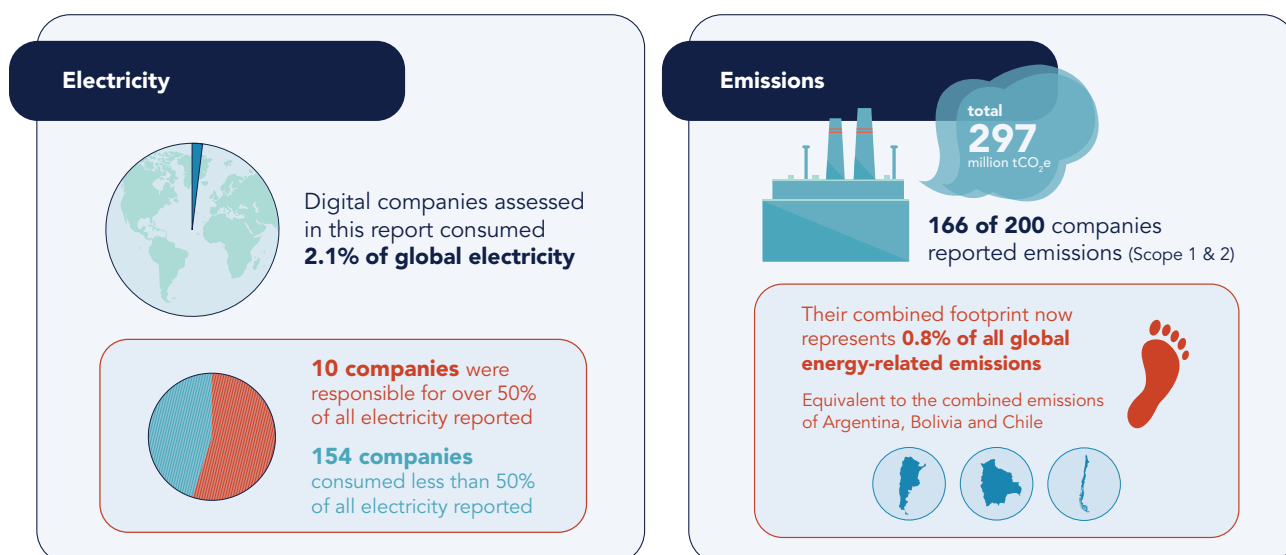 Electricity
Digital companies assessed
in this report consumed
2.1% of global electricity
10 companies were
responsible for over 50%
of all electricity reported
154 companies
consumed less than 50%
of all electricity reported
Emissions
total
297
million tCO₂e
166 of 200 companies
reported emissions (Scope 1 & 2)
Their combined footprint now
represents 0.8% of all global
energy-related emissions
Equivalent to the combined emissions
of Argentina, Bolivia and Chile